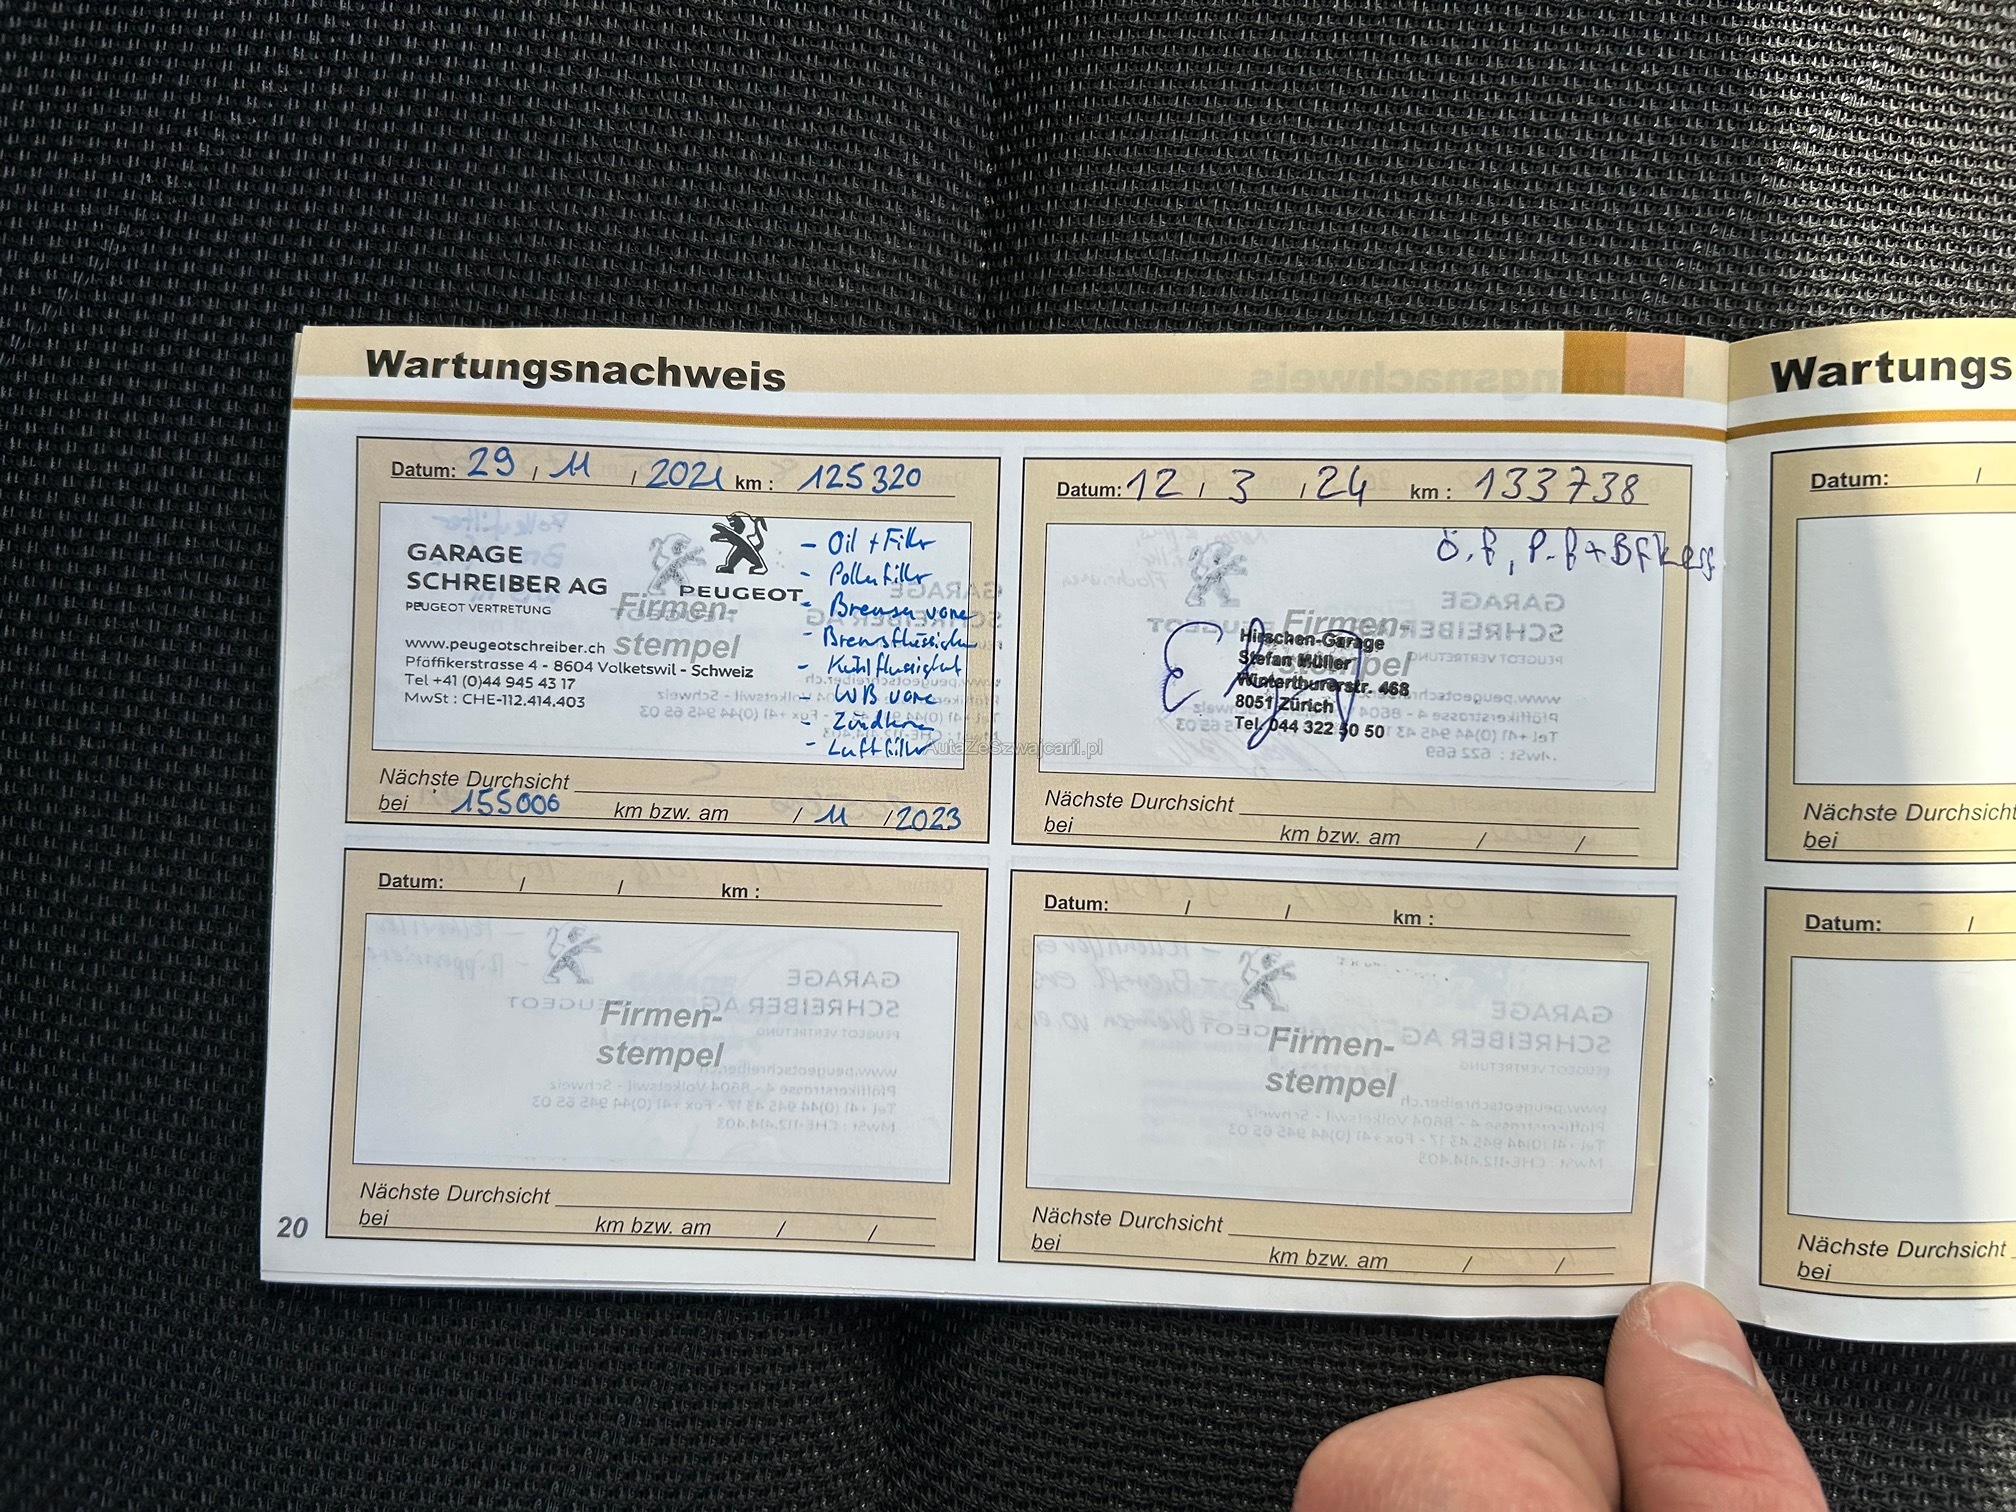 Wartungsnachweis
Datum: 29 / 11 / 2021 km : 125320
GARAGE
SCHREIBER AG
PEUGEOT VERTRETUNG
PEUGEOT
Firmen-
stempel
www.peugeotschreiber.ch
Pfäffikerstrasse 4 - 8604 Volketswil - Schweiz
Tel +41 (0)44 945 43 17
MwSt : CHE-112.414.403
- Oil + Filter
- Pollenfilter
- Bremsen vorne
- Bremsflüssigkeit
- Kühlflüssigkeit
- WB vorne
- Zündkerzen
- Luftfilter
Nächste Durchsicht
bei 155000 km bzw. am / 11 / 2023
Datum: 12 / 3 / 24 km : 133738
Ö.f, P.f + Bf
Firmen-
stempel
Hirschen-Garage
Stefan Müller
Winterthurerstr. 468
8051 Zürich
Tel. 044 322 50 50
AutaZeSzwajcarii.pl
Nächste Durchsicht
bei km bzw. am / /
Datum: / / km :
Firmen-
stempel
Nächste Durchsicht
bei km bzw. am / /
Datum: / / km :
Firmen-
stempel
Nächste Durchsicht
bei km bzw. am / /
20
Wartungs
Datum: /
Nächste Durchsicht
bei
Datum: /
Nächste Durchsicht
bei